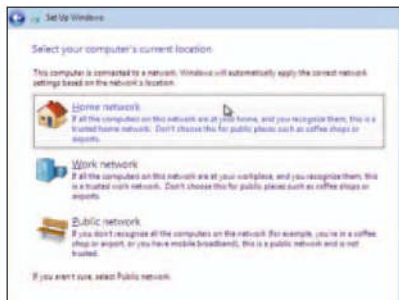 Set Up Windows
Select your computer's current location
This computer is connected to a network. Windows will automatically apply the correct network
settings based on the network's location.
Home network
If all the computers on this network are at your home, and you recognize them, this is a
trusted home network. Don't choose this for public places such as coffee shops or
airports.
Work network
If all the computers on this network are at your workplace, and you recognize them, this
is a trusted work network. Don't choose this for public places such as coffee shops or
airports.
Public network
If you don't recognize all the computers on the network (for example, you're in a coffee
shop or airport, or you have mobile broadband), this is a public network and is not
trusted.
If you aren't sure, select Public network.